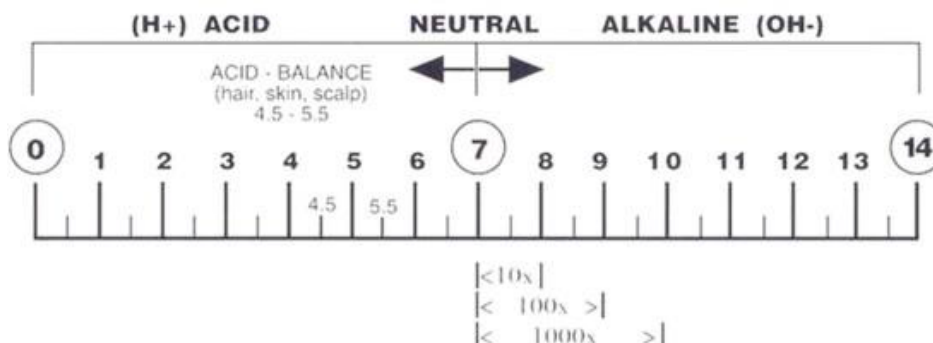 (H+) ACID NEUTRAL ALKALINE (OH-)
ACID - BALANCE
(hair, skin, scalp)
4.5 - 5.5
0 1 2 3 4 5 6 7 8 9 10 11 12 13 14
4.5 5.5
|<10x|
|< 100x >|
|< 1000x >|